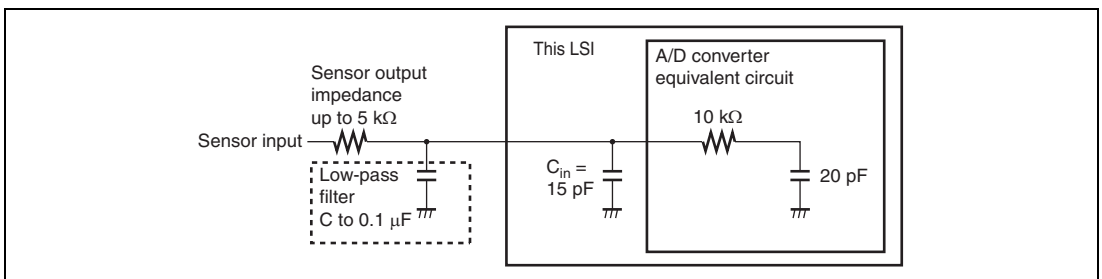 This LSI
A/D converter
equivalent circuit
Sensor output
impedance
up to 5 kΩ
10 kΩ
Sensor input
Low-pass
filter
C to 0.1 μF
Cin =
15 pF
20 pF